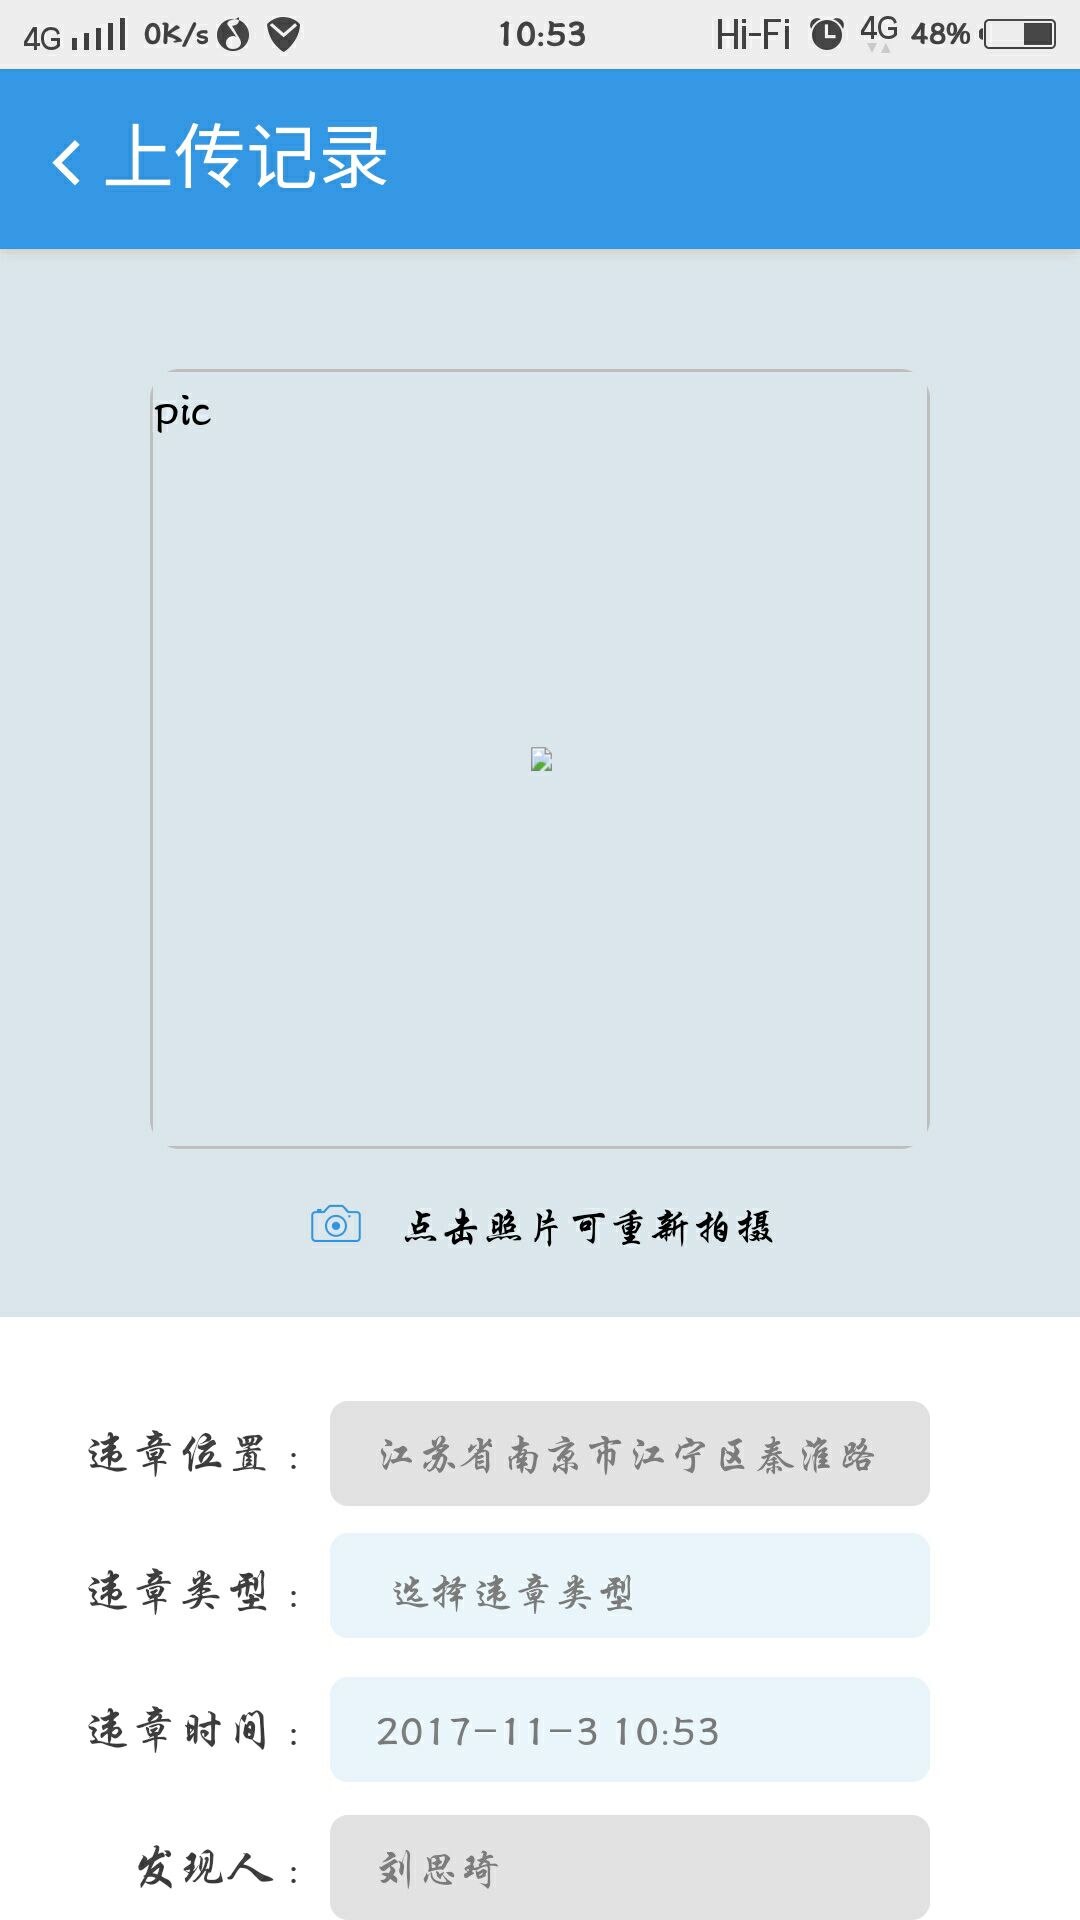 4G 0K/s 10:53 Hi-Fi 4G 48%
上传记录
pic
点击照片可重新拍摄
违章位置: 江苏省南京市江宁区秦淮路
违章类型: 选择违章类型
违章时间: 2017-11-3 10:53
发现人: 刘思琦